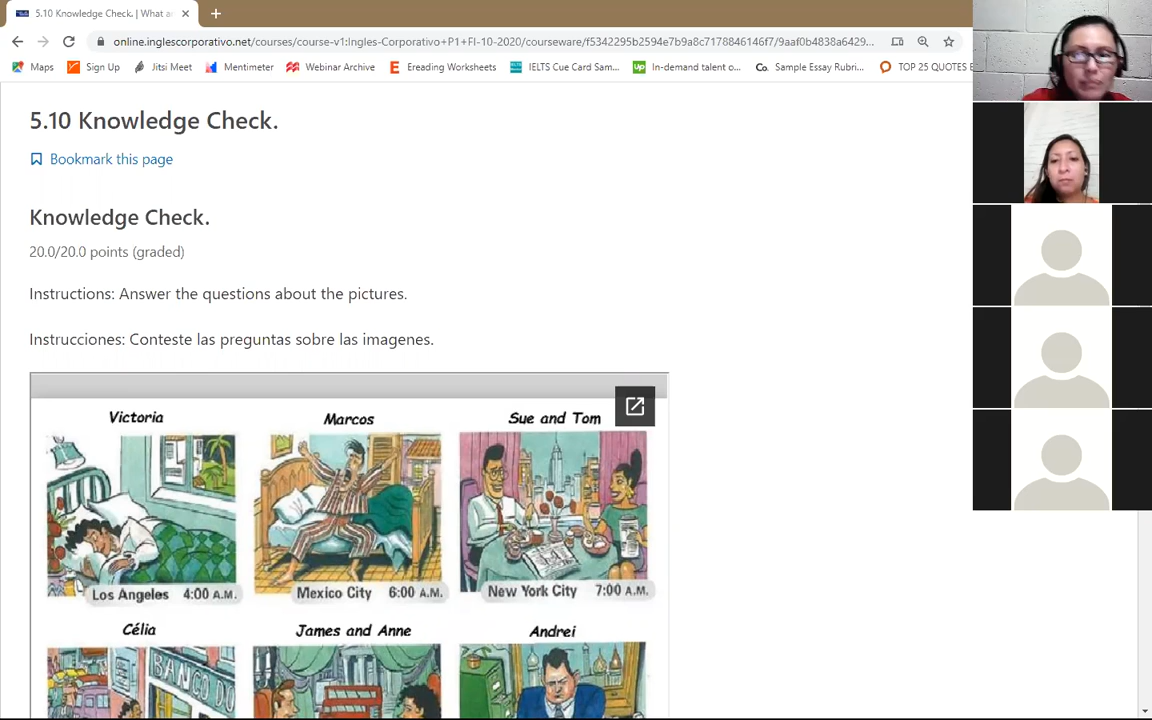 5.10 Knowledge Check. | What a
online.inglescorporativo.net/courses/course-v1:Ingles-Corporativo+P1+FI-10-2020/courseware/f5342295b2594e7b9a8c7178846146f7/9aaf0b4838a6429...
Maps Sign Up Jitsi Meet Mentimeter Webinar Archive Ereading Worksheets IELTS Cue Card Sam... In-demand talent o... Sample Essay Rubri... TOP 25 QUOTES
5.10 Knowledge Check.
Bookmark this page
Knowledge Check.
20.0/20.0 points (graded)
Instructions: Answer the questions about the pictures.
Instrucciones: Conteste las preguntas sobre las imagenes.
Victoria Marcos Sue and Tom
Los Angeles 4:00 A.M. Mexico City 6:00 A.M. New York City 7:00 A.M.
Célia James and Anne Andrei
BANCO DO